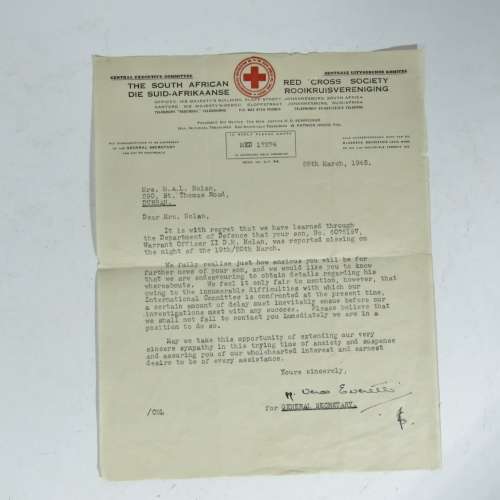 CENTRAL EXECUTIVE COMMITTEE
SENTRALE UITVOERENDE KOMITEE
THE SOUTH AFRICAN RED CROSS SOCIETY
DIE SUID-AFRIKAANSE ROOIKRUISVERENIGING
IN REPLY PLEASE QUOTE
MED 17274
28th March, 1945.
Mrs. M.A.L. Nolan,
290, St. Thomas Road,
DURBAN.
Dear Mrs. Nolan,
It is with regret that we have learned through
the Department of Defence that your son, No.
Warrant Officer II D.M. Nolan, was reported missing on
the night of the 19th/20th March.
We fully realise just how anxious you will be for
further news of your son, and we would like you to know
that we are endeavouring to obtain details regarding his
whereabouts. We feel it only fair to mention, however, that
owing to the innumerable difficulties with which our
International Committee is confronted at the present time,
a certain amount of delay must inevitably ensue before our
investigations meet with any success. Please believe that
we shall not fail to contact you immediately we are in a
position to do so.
May we take this opportunity of extending our very
sincere sympathy in this trying time of anxiety and suspense
and assuring you of our wholehearted interest and earnest
desire to be of every assistance.
Yours sincerely,
for GENERAL SECRETARY.